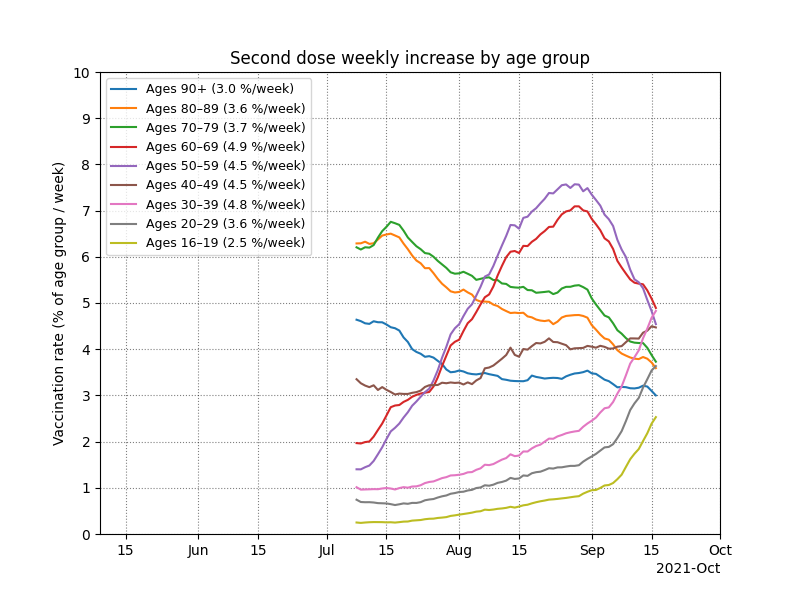 Second dose weekly increase by age group
Vaccination rate (% of age group / week)
10
9
8
7
6
5
4
3
2
1
0
Ages 90+ (3.0 %/week)
Ages 80–89 (3.6 %/week)
Ages 70–79 (3.7 %/week)
Ages 60–69 (4.9 %/week)
Ages 50–59 (4.5 %/week)
Ages 40–49 (4.5 %/week)
Ages 30–39 (4.8 %/week)
Ages 20–29 (3.6 %/week)
Ages 16–19 (2.5 %/week)
15 Jun 15 Jul 15 Aug 15 Sep 15 Oct
2021-Oct